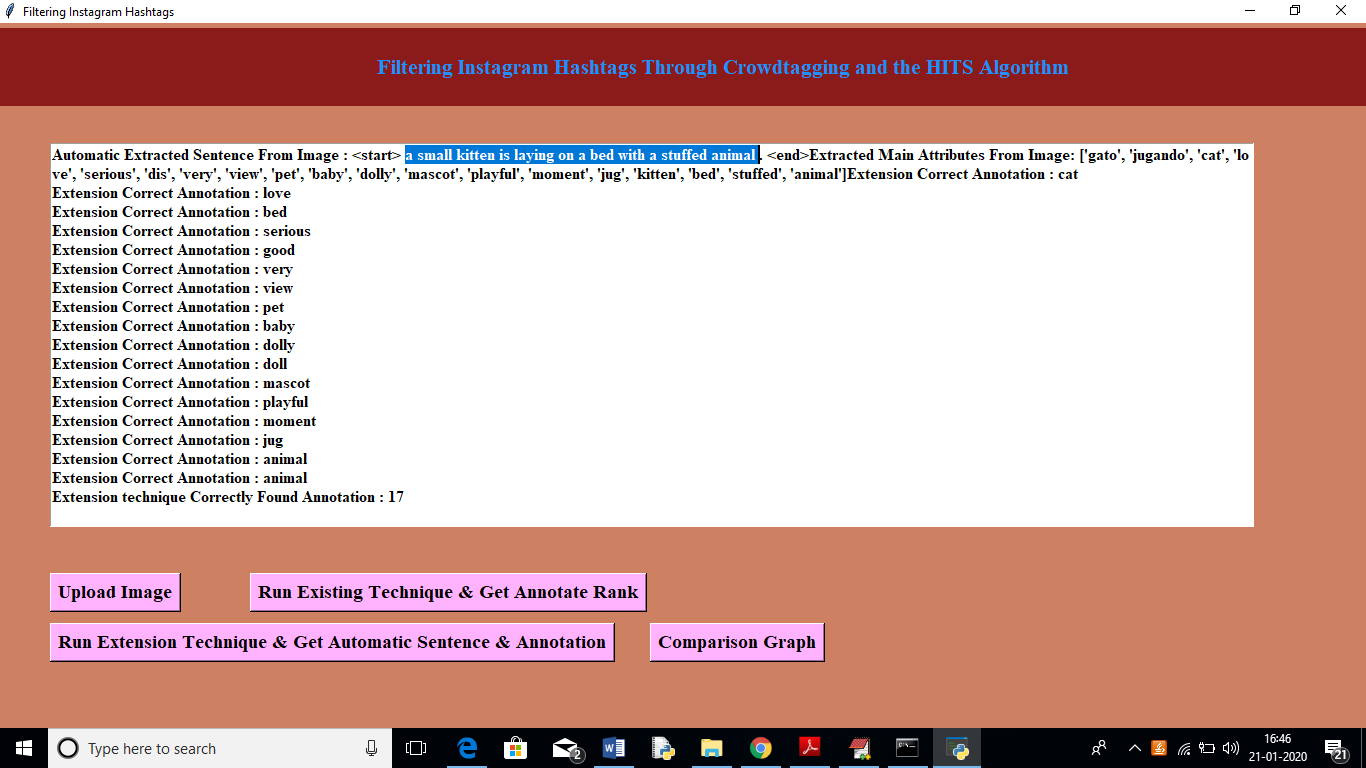 Filtering Instagram Hashtags
Filtering Instagram Hashtags Through Crowdtagging and the HITS Algorithm
Automatic Extracted Sentence From Image : <start> a small kitten is laying on a bed with a stuffed animal . <end>Extracted Main Attributes From Image: ['gato', 'jugando', 'cat', 'lo
ve', 'serious', 'dis', 'very', 'view', 'pet', 'baby', 'dolly', 'mascot', 'playful', 'moment', 'jug', 'kitten', 'bed', 'stuffed', 'animal']Extension Correct Annotation : cat
Extension Correct Annotation : love
Extension Correct Annotation : bed
Extension Correct Annotation : serious
Extension Correct Annotation : good
Extension Correct Annotation : very
Extension Correct Annotation : view
Extension Correct Annotation : pet
Extension Correct Annotation : baby
Extension Correct Annotation : dolly
Extension Correct Annotation : doll
Extension Correct Annotation : mascot
Extension Correct Annotation : playful
Extension Correct Annotation : moment
Extension Correct Annotation : jug
Extension Correct Annotation : animal
Extension Correct Annotation : animal
Extension technique Correctly Found Annotation : 17
Upload Image
Run Existing Technique & Get Annotate Rank
Run Extension Technique & Get Automatic Sentence & Annotation
Comparison Graph
Type here to search
2
16:46
21-01-2020
21